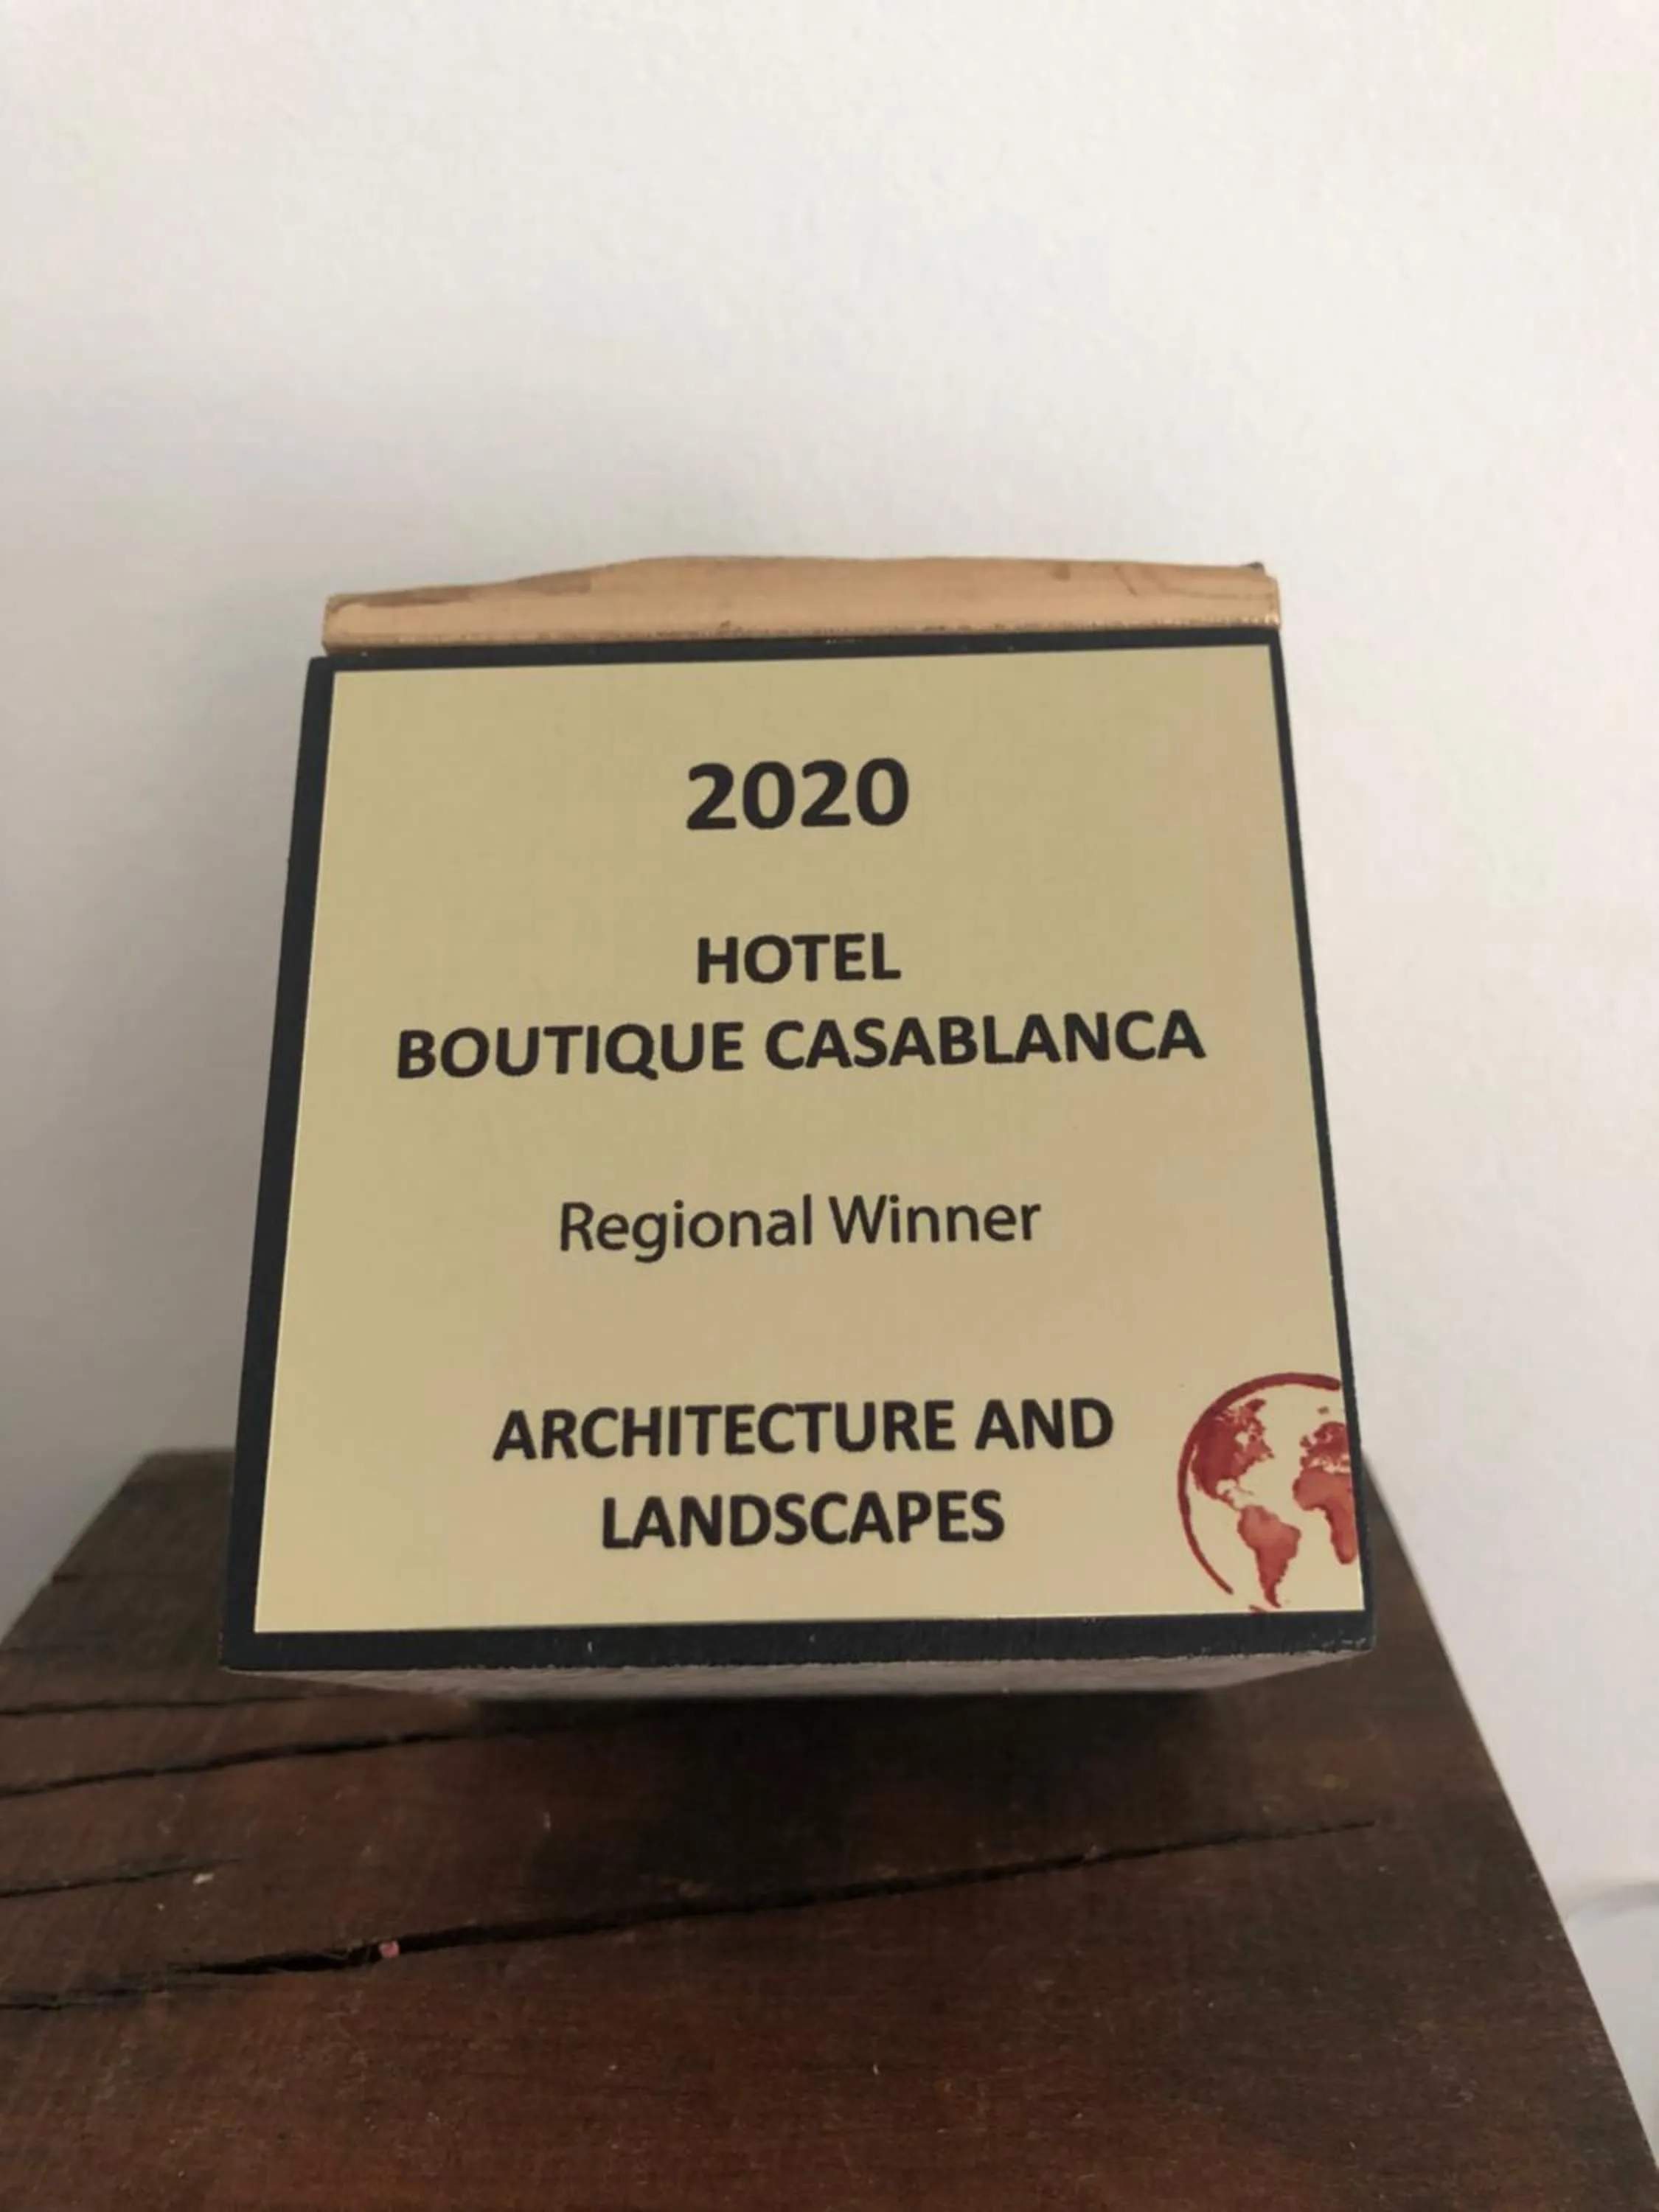 2020
HOTEL
BOUTIQUE CASABLANCA
Regional Winner
ARCHITECTURE AND
LANDSCAPES